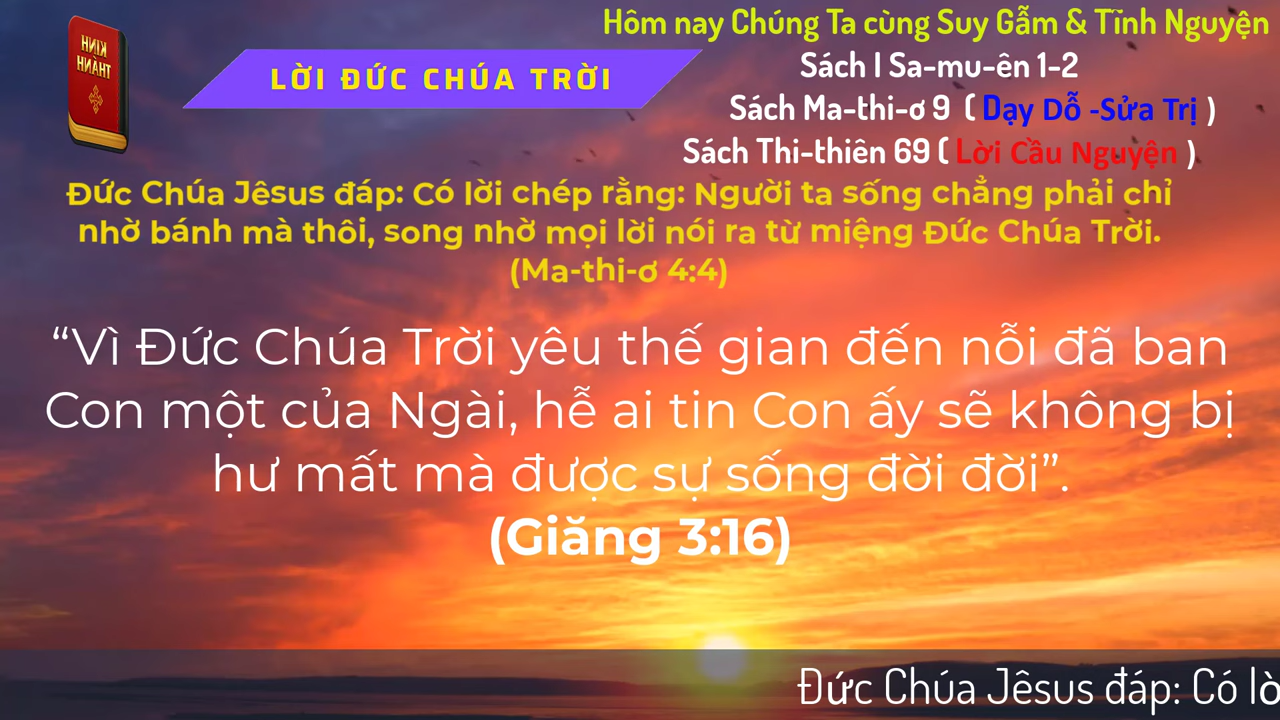 KINH
THÁNH
LỜI ĐỨC CHÚA TRỜI
Hôm nay Chúng Ta cùng Suy Gẫm & Tĩnh Nguyện
Sách I Sa-mu-ên 1-2
Sách Ma-thi-ơ 9 ( Dạy Dỗ -Sửa Trị )
Sách Thi-thiên 69 ( Lời Cầu Nguyện )
Đức Chúa Jêsus đáp: Có lời chép rằng: Người ta sống chẳng phải chỉ
nhờ bánh mà thôi, song nhờ mọi lời nói ra từ miệng Đức Chúa Trời.
(Ma-thi-ơ 4:4)
“Vì Đức Chúa Trời yêu thế gian đến nỗi đã ban
Con một của Ngài, hễ ai tin Con ấy sẽ không bị
hư mất mà được sự sống đời đời”.
(Giăng 3:16)
Đức Chúa Jêsus đáp: Có lờ